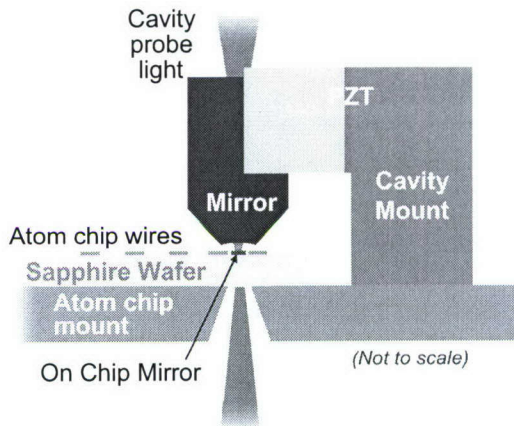 Cavity
probe
light
PZT
Mirror
Cavity
Mount
Atom chip wires
Sapphire Wafer
Atom chip
mount
On Chip Mirror
(Not to scale)